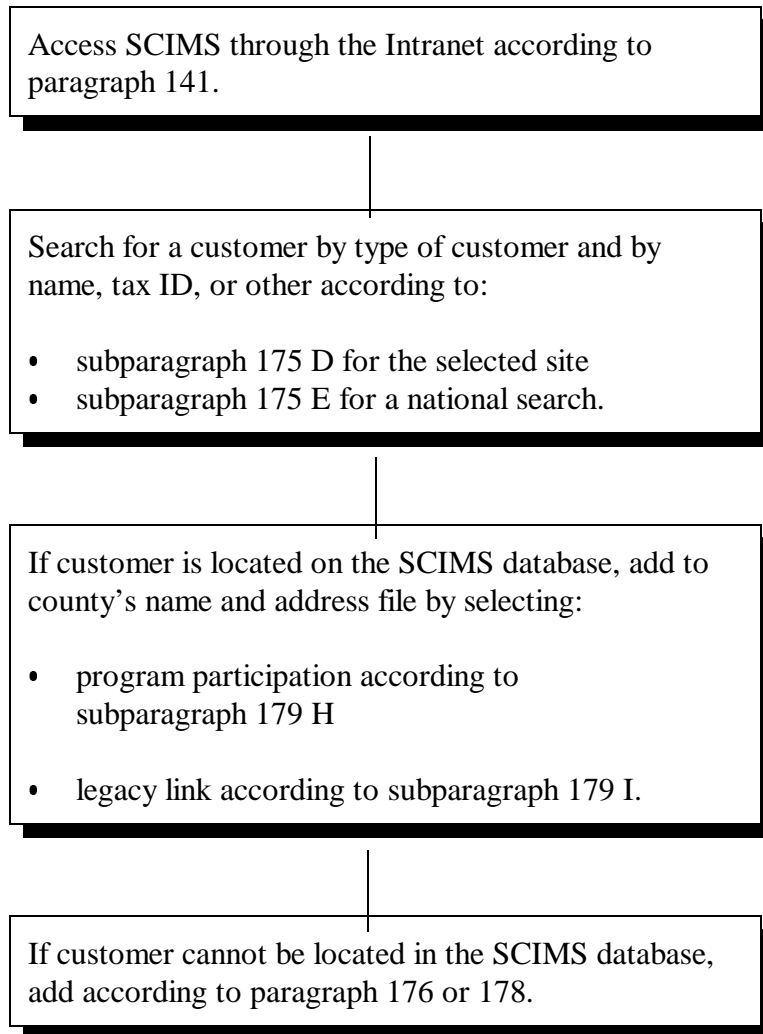 Access SCIMS through the Intranet according to
paragraph 141.
Search for a customer by type of customer and by
name, tax ID, or other according to:
• subparagraph 175 D for the selected site
• subparagraph 175 E for a national search.
If customer is located on the SCIMS database, add to
county’s name and address file by selecting:
• program participation according to
subparagraph 179 H
• legacy link according to subparagraph 179 I.
If customer cannot be located in the SCIMS database,
add according to paragraph 176 or 178.